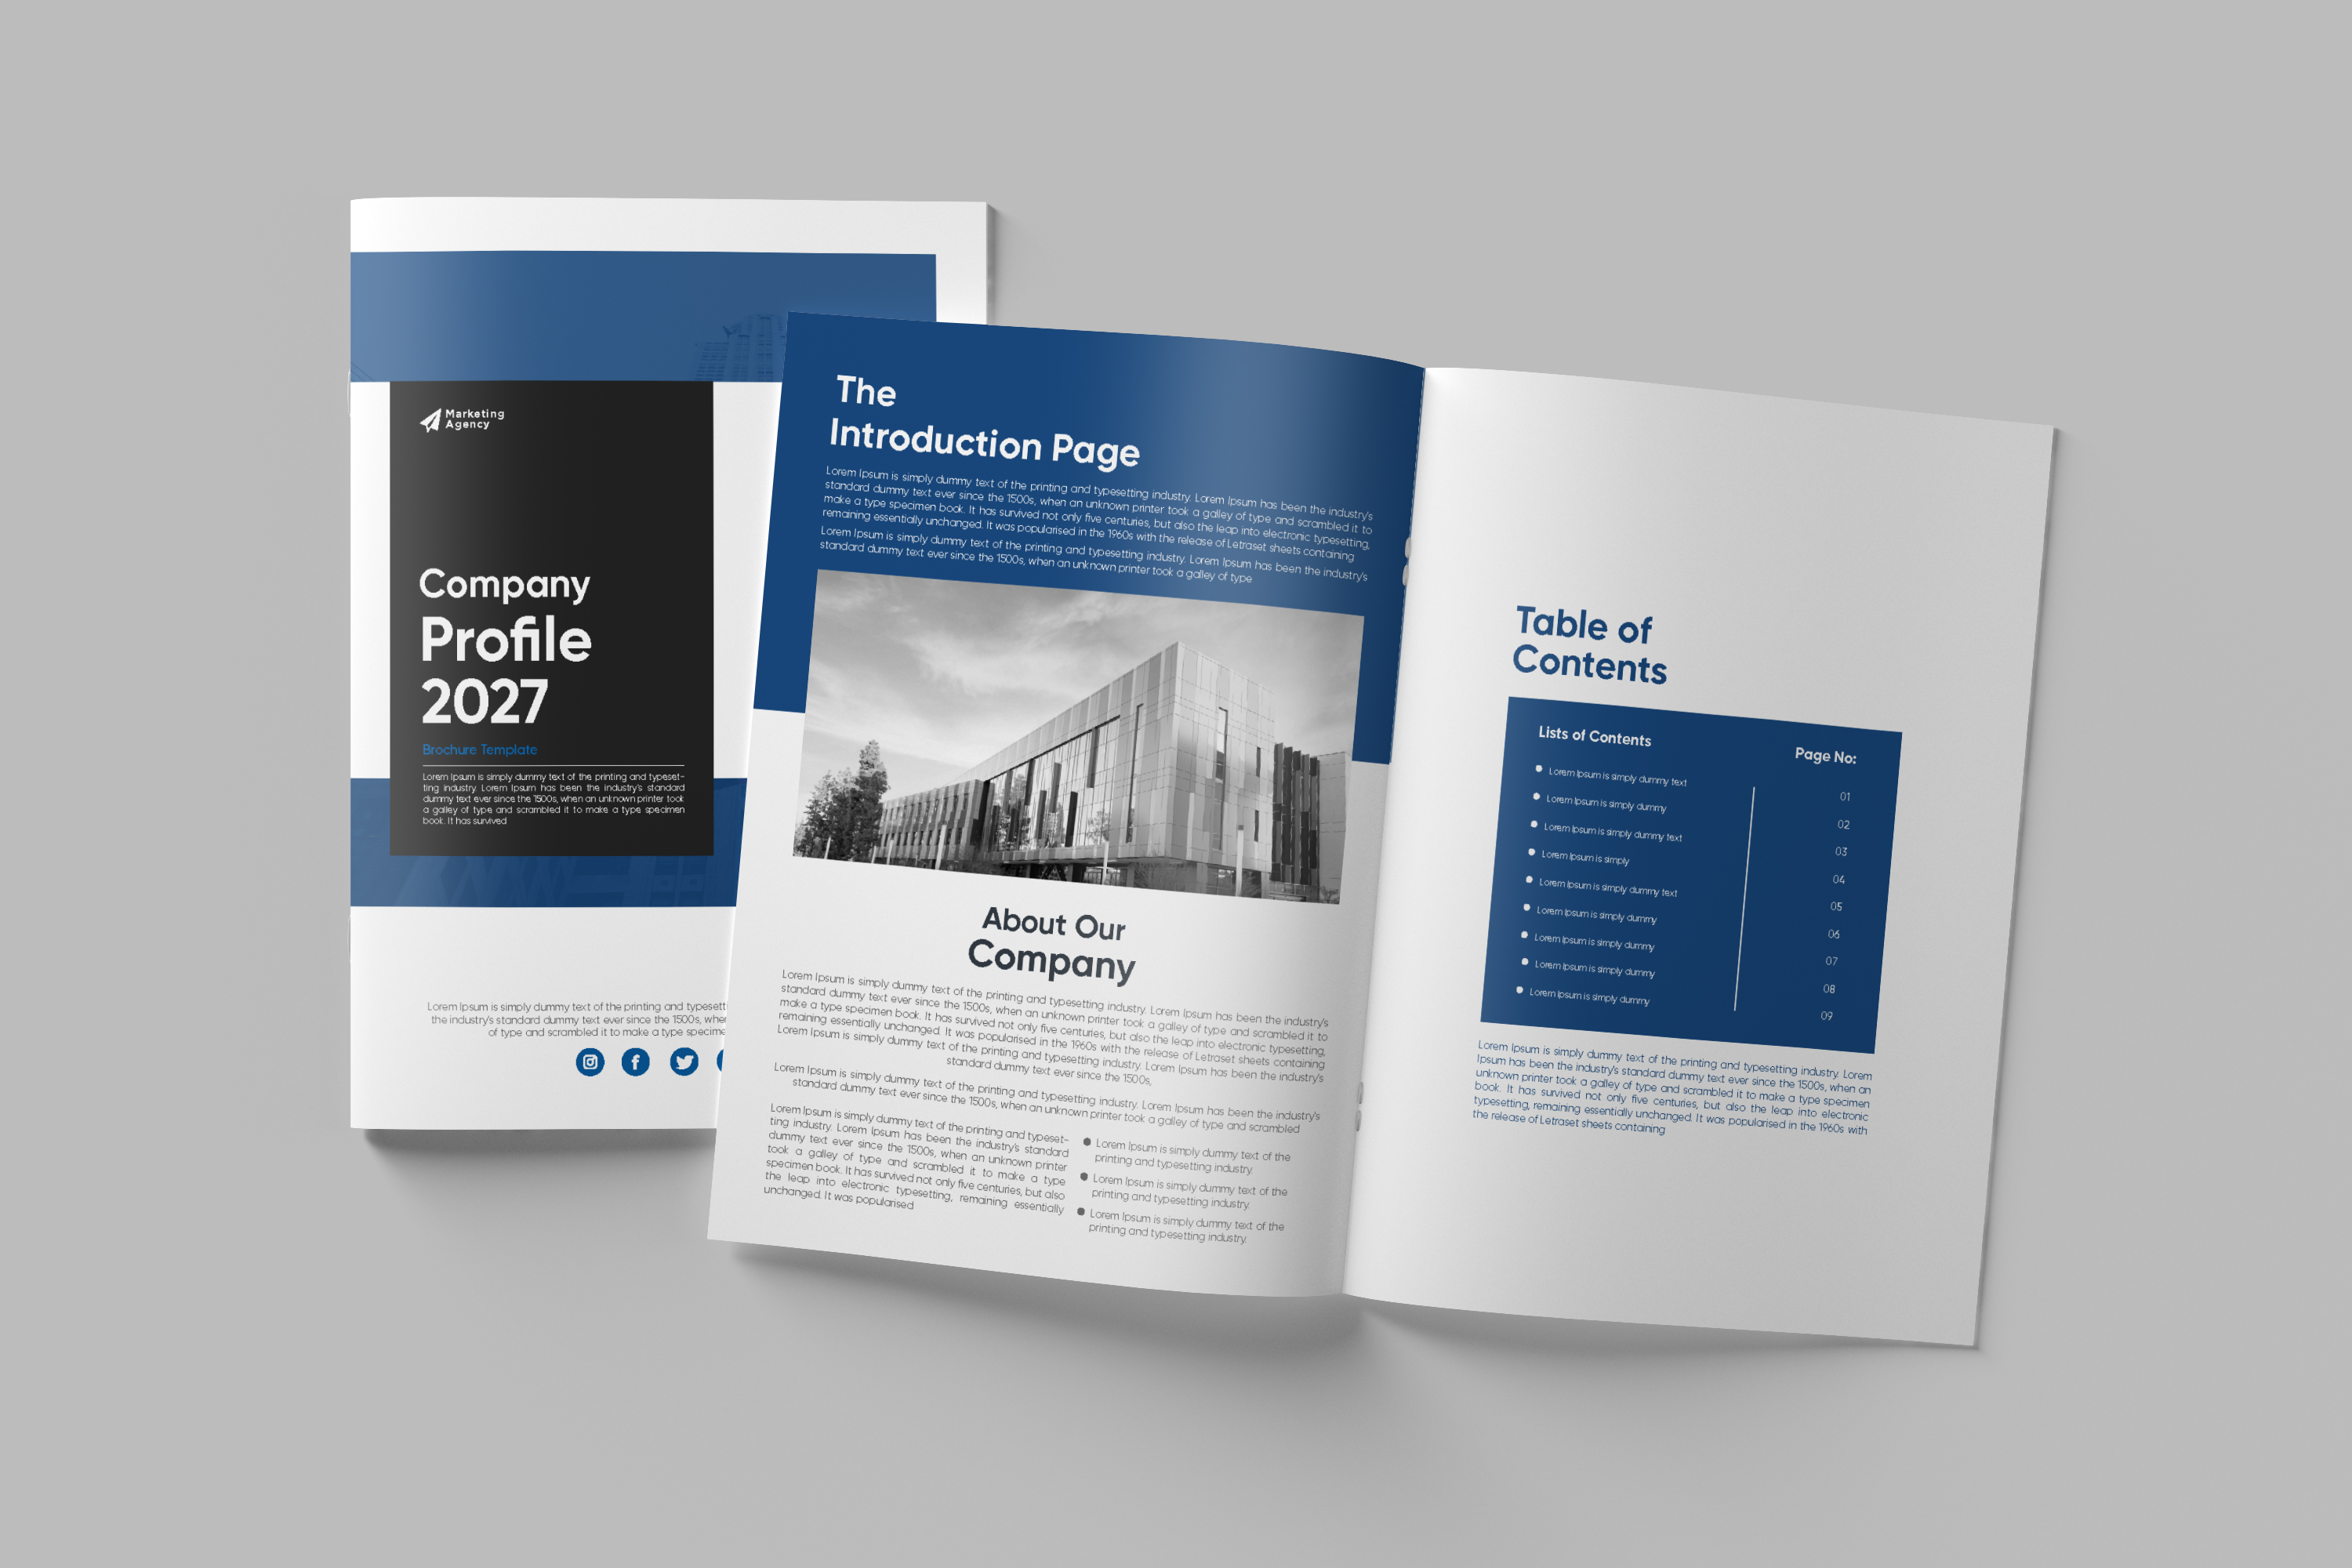 Marketing
Agency
Company
Profile
2027
Brochure Template
Lorem Ipsum is simply dummy text of the printing and typeset-
ting industry. Lorem Ipsum has been the industry's standard
dummy text ever since the 1500s, when an unknown printer took
a galley of type and scrambled it to make a type specimen
book. It has survived
Lorem Ipsum is simply dummy text of the printing and typesett
the industry's standard dummy text ever since the 1500s, wher
of type and scrambled it to make a type specime
The
Introduction Page
Lorem Ipsum is simply dummy text of the printing and typesetting industry. Lorem Ipsum has been the industry's
standard dummy text ever since the 1500s, when an unknown printer took a galley of type and scrambled it to
make a type specimen book. It has survived not only five centuries, but also the leap into electronic typesetting,
remaining essentially unchanged. It was popularised in the 1960s with the release of Letraset sheets containing
Lorem Ipsum is simply dummy text of the printing and typesetting industry. Lorem Ipsum has been the industry's
standard dummy text ever since the 1500s, when an unknown printer took a galley of type
About Our
Company
Lorem Ipsum is simply dummy text of the printing and typesetting industry. Lorem Ipsum has been the industry's
standard dummy text ever since the 1500s, when an unknown printer took a galley of type and scrambled it to
make a type specimen book. It has survived not only five centuries, but also the leap into electronic typesetting,
remaining essentially unchanged. It was popularised in the 1960s with the release of Letraset sheets containing
Lorem Ipsum is simply dummy text of the printing and typesetting industry. Lorem Ipsum has been the industry's
standard dummy text ever since the 1500s,
Lorem Ipsum is simply dummy text of the printing and typesetting industry. Lorem Ipsum has been the industry's
standard dummy text ever since the 1500s, when an unknown printer took a galley of type and scrambled
Lorem Ipsum is simply dummy text of the printing and typeset-
ting industry. Lorem Ipsum has been the industry's standard
dummy text ever since the 1500s, when an unknown printer
took a galley of type and scrambled it to make a type
specimen book. It has survived not only five centuries, but also
the leap into electronic typesetting, remaining essentially
unchanged. It was popularised
Lorem Ipsum is simply dummy text of the
printing and typesetting industry.
Lorem Ipsum is simply dummy text of the
printing and typesetting industry.
Lorem Ipsum is simply dummy text of the
printing and typesetting industry.
Table of
Contents
Lists of Contents Page No:
Lorem Ipsum is simply dummy text 01
Lorem Ipsum is simply dummy 02
Lorem Ipsum is simply dummy text 03
Lorem Ipsum is simply 04
Lorem Ipsum is simply dummy text 05
Lorem Ipsum is simply dummy 06
Lorem Ipsum is simply dummy 07
Lorem Ipsum is simply dummy 08
Lorem Ipsum is simply dummy 09
Lorem Ipsum is simply dummy text of the printing and typesetting industry. Lorem
Ipsum has been the industry's standard dummy text ever since the 1500s, when an
unknown printer took a galley of type and scrambled it to make a type specimen
book. It has survived not only five centuries, but also the leap into electronic
typesetting, remaining essentially unchanged. It was popularised in the 1960s with
the release of Letraset sheets containing